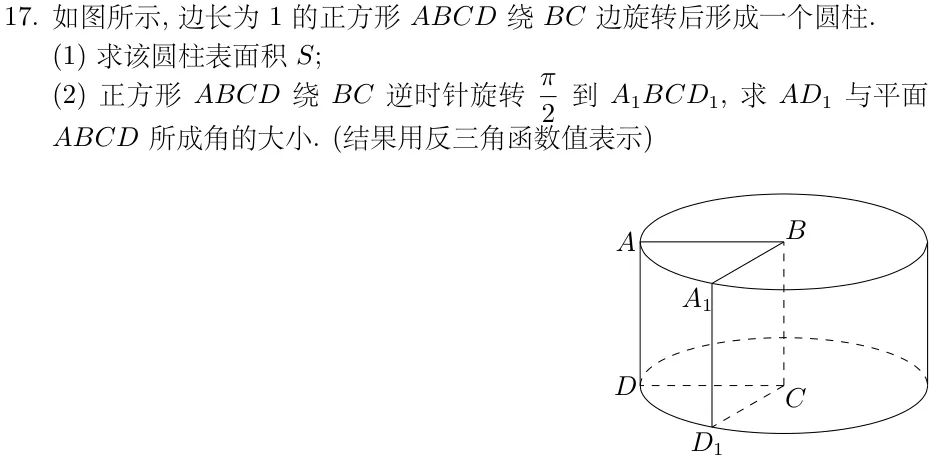 17. 如图所示, 边长为 1 的正方形 ABCD 绕 BC 边旋转后形成一个圆柱.
(1) 求该圆柱表面积 S;
(2) 正方形 ABCD 绕 BC 逆时针旋转 π/2 到 A₁BCD₁, 求 AD₁ 与平面
ABCD 所成角的大小. (结果用反三角函数值表示)
B
A
A₁
D
C
D₁